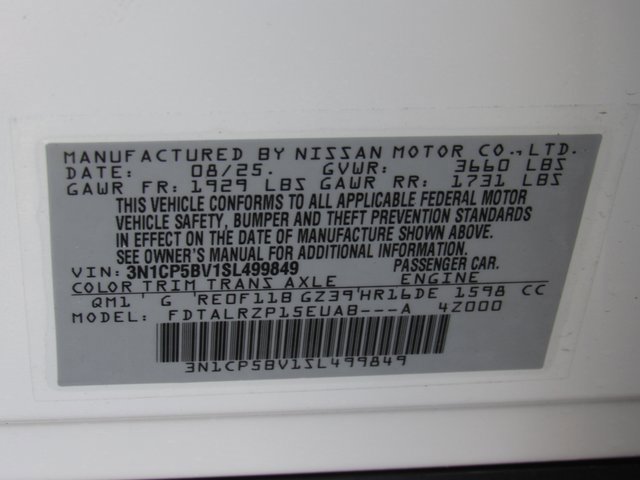 MANUFACTURED BY NISSAN MOTOR CO., LTD.
DATE: 08/25. GVWR: 3660 LBS
GAWR FR: 1929 LBS GAWR RR: 1731 LBS
THIS VEHICLE CONFORMS TO ALL APPLICABLE FEDERAL MOTOR
VEHICLE SAFETY, BUMPER AND THEFT PREVENTION STANDARDS
IN EFFECT ON THE DATE OF MANUFACTURE SHOWN ABOVE.
SEE OWNER'S MANUAL FOR ADDITIONAL INFORMATION.
VIN: 3N1CP5BV1SL499849 PASSENGER CAR.
COLOR TRIM TRANS AXLE ENGINE
QM1 ' G ' RE0F11B GZ39'HR16DE 1598 CC
MODEL: FDTALRZP15EUAB---A 4Z000
3N1CP5BV1SL499849